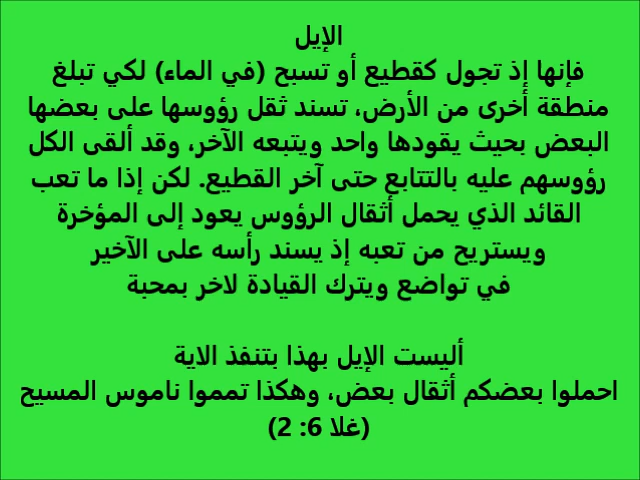 الإيل
فإنها إذ تجول كقطيع أو تسبح (في الماء) لكي تبلغ
منطقة أخرى من الأرض، تسند ثقل رؤوسها على بعضها
البعض بحيث يقودها واحد ويتبعه الآخر، وقد ألقى الكل
رؤوسهم عليه بالتتابع حتى آخر القطيع. لكن إذا ما تعب
القائد الذي يحمل أثقال الرؤوس يعود إلى المؤخرة
ويستريح من تعبه إذ يسند رأسه على الآخير
في تواضع ويترك القيادة لاخر بمحبة
أليست الإيل بهذا بتنفذ الاية
احملوا بعضكم أثقال بعض، وهكذا تمموا ناموس المسيح
(غلا 6: 2)